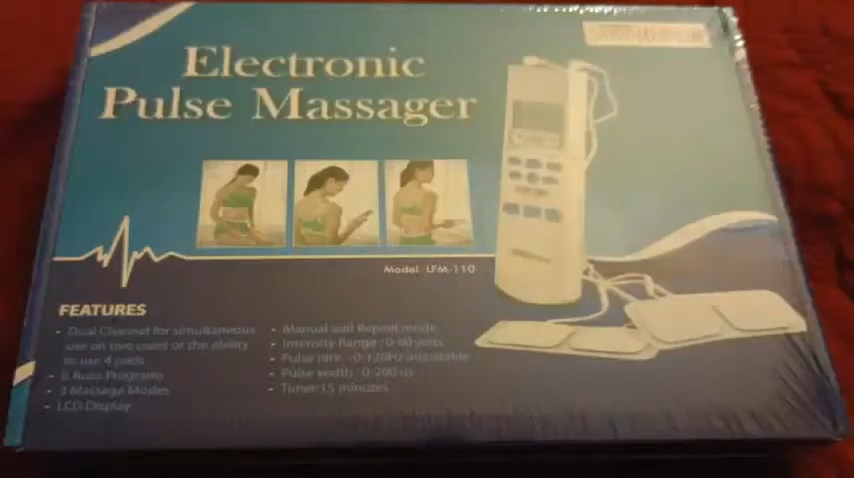 Electronic
Pulse Massager
Model LFM-110
FEATURES
- Dual Channel for simultaneous
use on two users or the ability
to use 4 pads
Auto Programs
- 3 Massage Modes
- LCD Display
- Manual and Repeat mode
- Intensity Range: 0-80 volts
- Pulse rate: 0-120Hz adjustable
- Pulse width: 0-200 us
- Timer:15 minutes